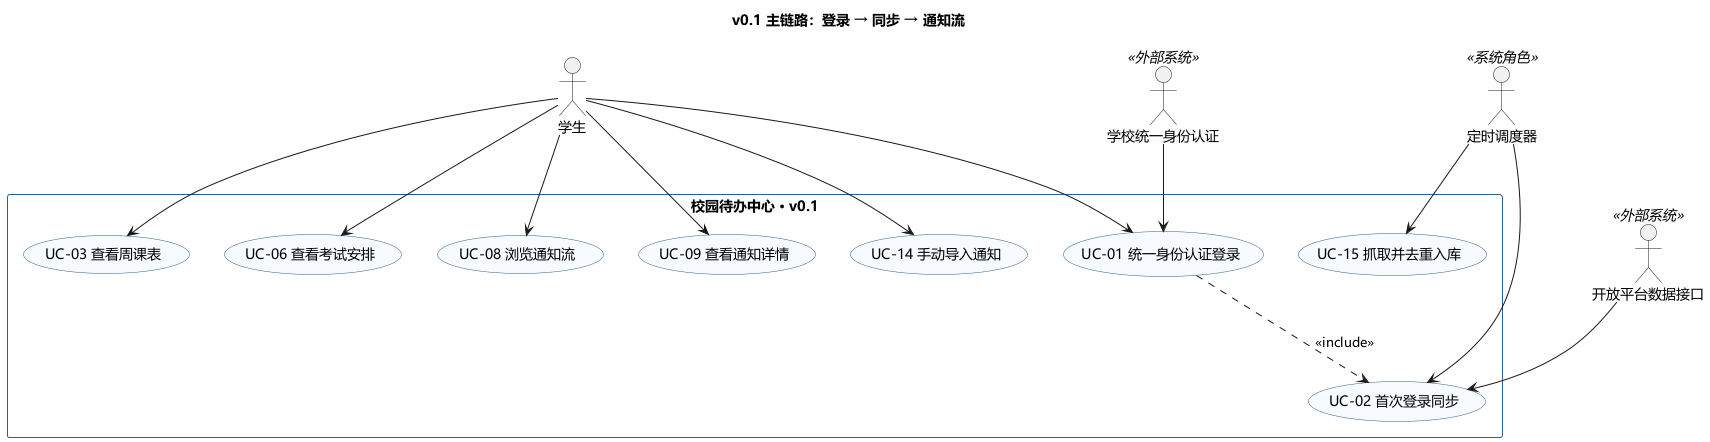 v0.1 主链路：登录 → 同步 → 通知流
«外部系统»
«系统角色»
学生
学校统一身份认证
定时调度器
校园待办中心 • v0.1
«外部系统»
开放平台数据接口
UC-03 查看周课表
UC-06 查看考试安排
UC-08 浏览通知流
UC-09 查看通知详情
UC-14 手动导入通知
UC-01 统一身份认证登录
UC-15 抓取并去重入库
«include»
UC-02 首次登录同步